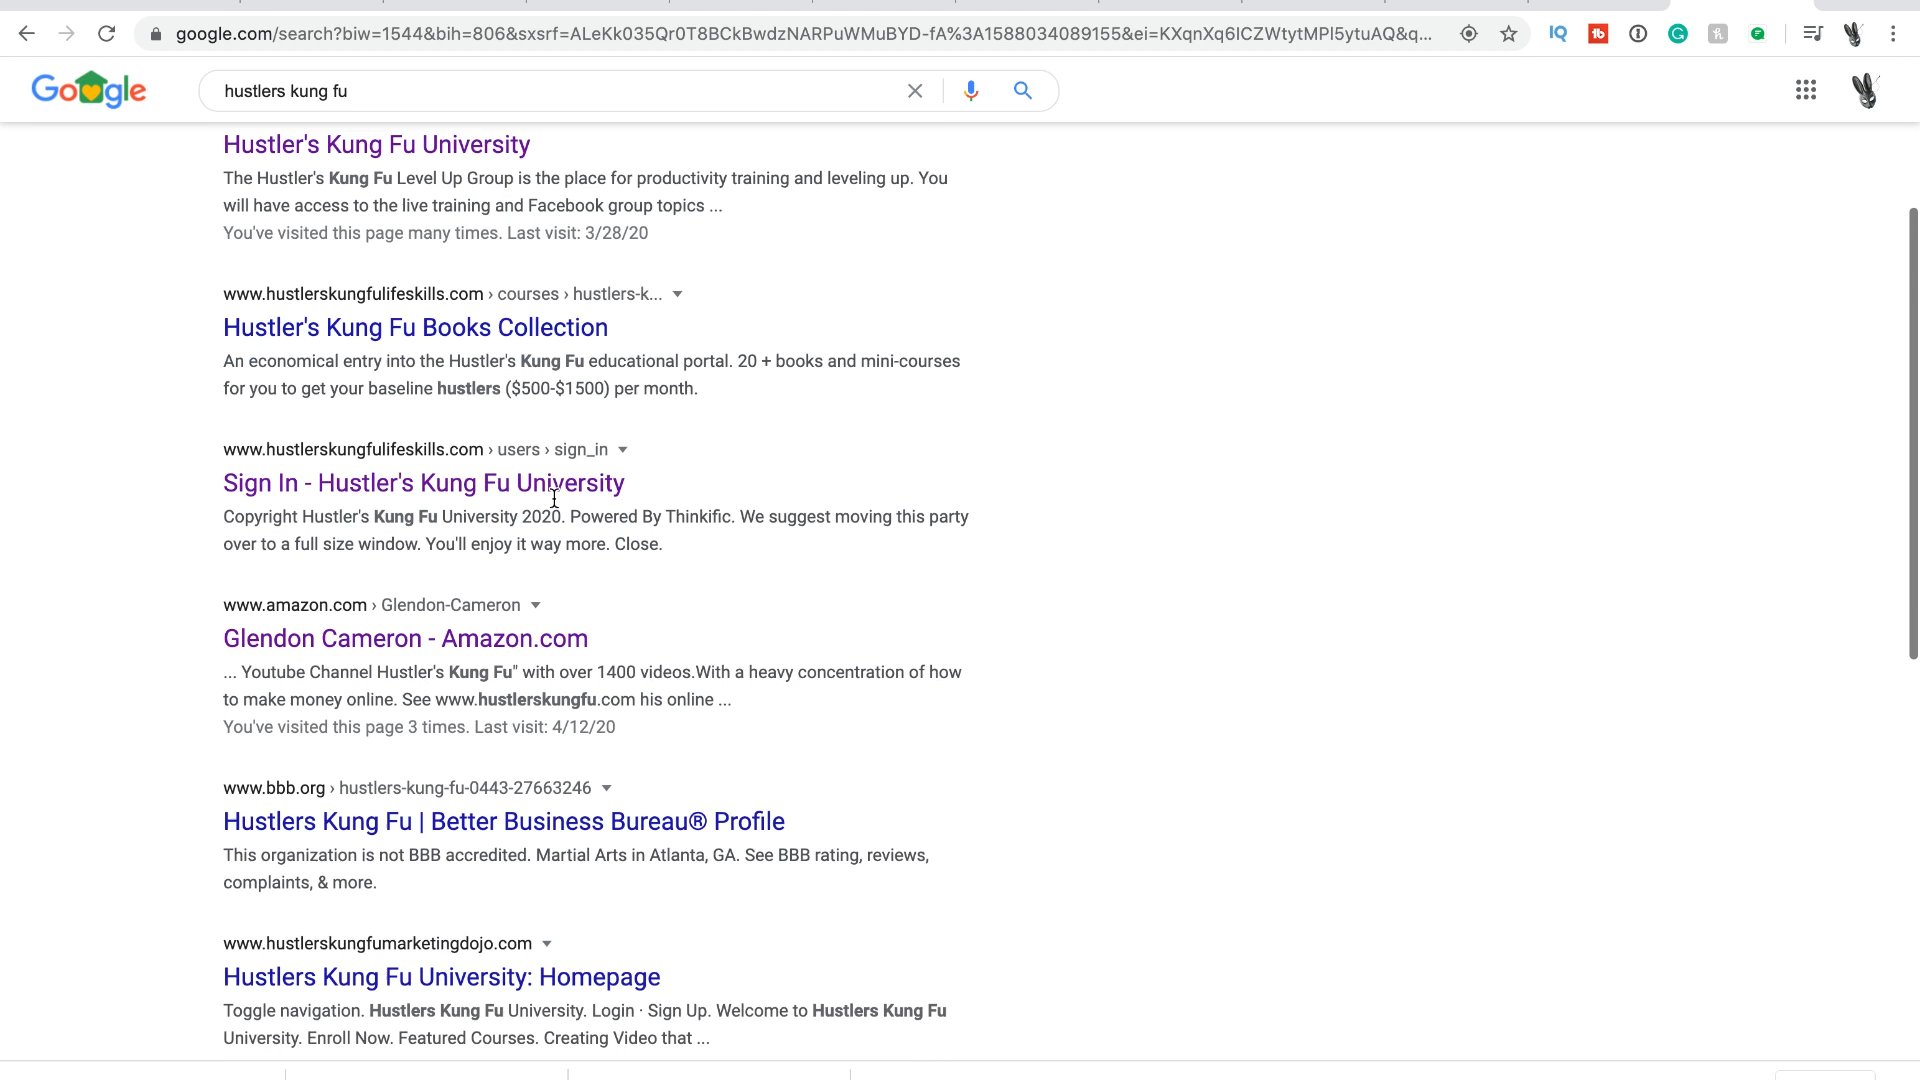 google.com/search?biw=1544&bih=806&sxsrf=ALeKk035Qr0T8BCkBwdzNARPuWMuBYD-fA%3A1588034089155&ei=KXqnXq6ICZWtytMPI5ytuAQ&q...
Google
hustlers kung fu
Hustler's Kung Fu University
The Hustler's Kung Fu Level Up Group is the place for productivity training and leveling up. You
will have access to the live training and Facebook group topics ...
You've visited this page many times. Last visit: 3/28/20
www.hustlerskungfulifeskills.com › courses › hustlers-k...
Hustler's Kung Fu Books Collection
An economical entry into the Hustler's Kung Fu educational portal. 20 + books and mini-courses
for you to get your baseline hustlers ($500-$1500) per month.
www.hustlerskungfulifeskills.com › users › sign_in
Sign In - Hustler's Kung Fu University
Copyright Hustler's Kung Fu University 2020. Powered By Thinkific. We suggest moving this party
over to a full size window. You'll enjoy it way more. Close.
www.amazon.com › Glendon-Cameron
Glendon Cameron - Amazon.com
... Youtube Channel Hustler's Kung Fu" with over 1400 videos.With a heavy concentration of how
to make money online. See www.hustlerskungfu.com his online ...
You've visited this page 3 times. Last visit: 4/12/20
www.bbb.org › hustlers-kung-fu-0443-27663246
Hustlers Kung Fu | Better Business Bureau® Profile
This organization is not BBB accredited. Martial Arts in Atlanta, GA. See BBB rating, reviews,
complaints, & more.
www.hustlerskungfumarketingdojo.com
Hustlers Kung Fu University: Homepage
Toggle navigation. Hustlers Kung Fu University. Login · Sign Up. Welcome to Hustlers Kung Fu
University. Enroll Now. Featured Courses. Creating Video that ...